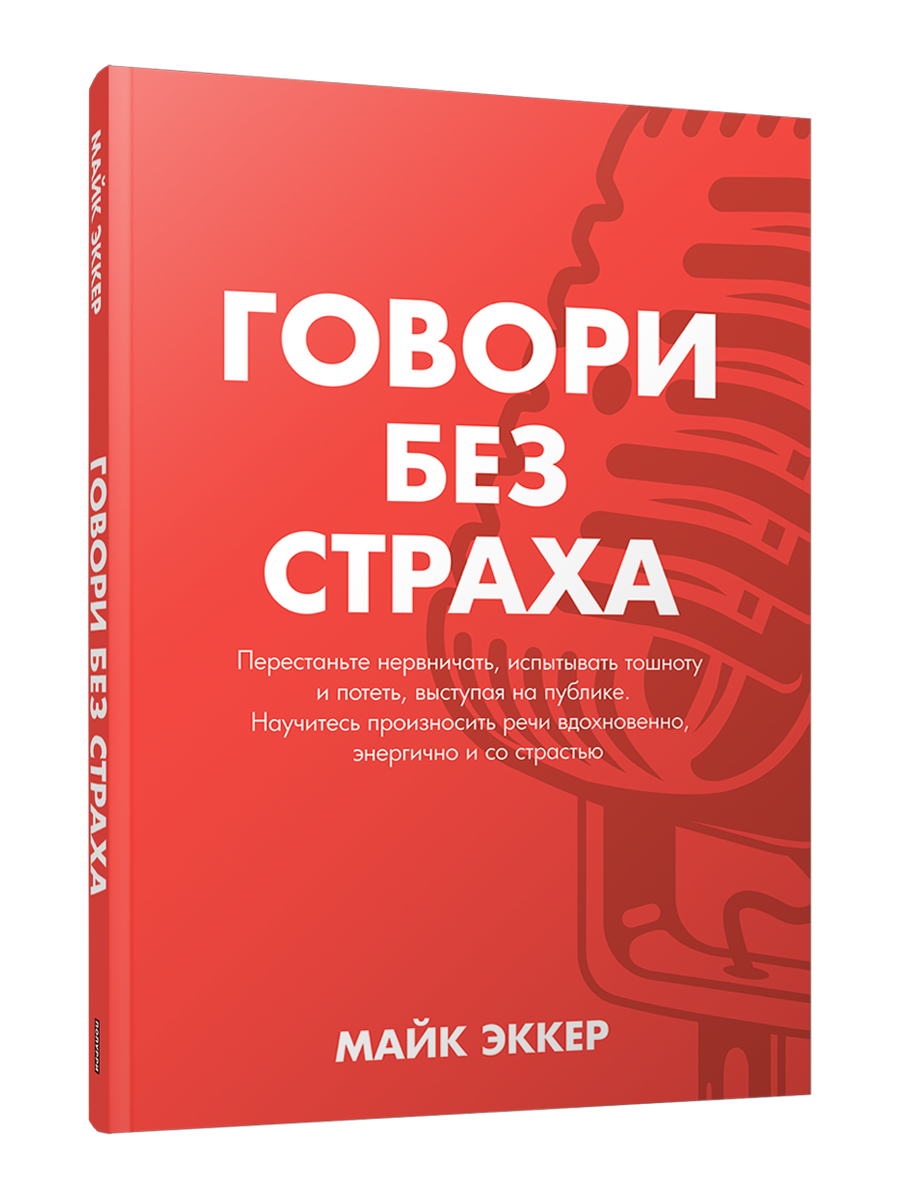 МАЙК ЭККЕР
ГОВОРИ БЕЗ СТРАХА
попурри
ГОВОРИ
БЕЗ
СТРАХА
Перестаньте нервничать, испытывать тошноту
и потеть, выступая на публике.
Научитесь произносить речи вдохновенно,
энергично и со страстью
МАЙК ЭККЕР